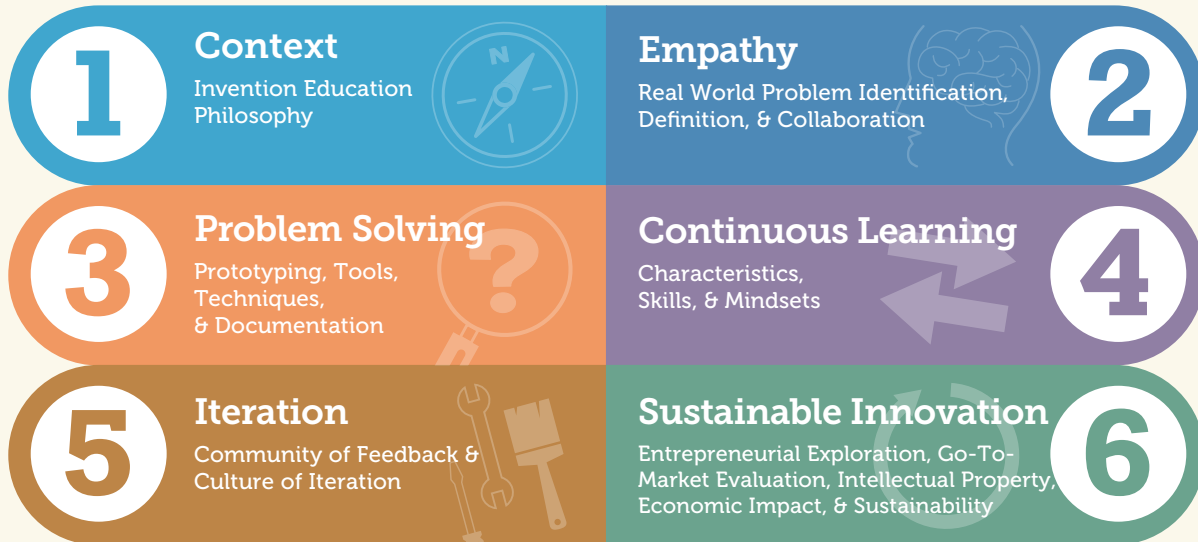 1
Context
Invention Education
Philosophy
N
2
Empathy
Real World Problem Identification,
Definition, & Collaboration
3
Problem Solving
Prototyping, Tools,
Techniques,
& Documentation
?
4
Continuous Learning
Characteristics,
Skills, & Mindsets
5
Iteration
Community of Feedback &
Culture of Iteration
6
Sustainable Innovation
Entrepreneurial Exploration, Go-To-
Market Evaluation, Intellectual Property,
Economic Impact, & Sustainability